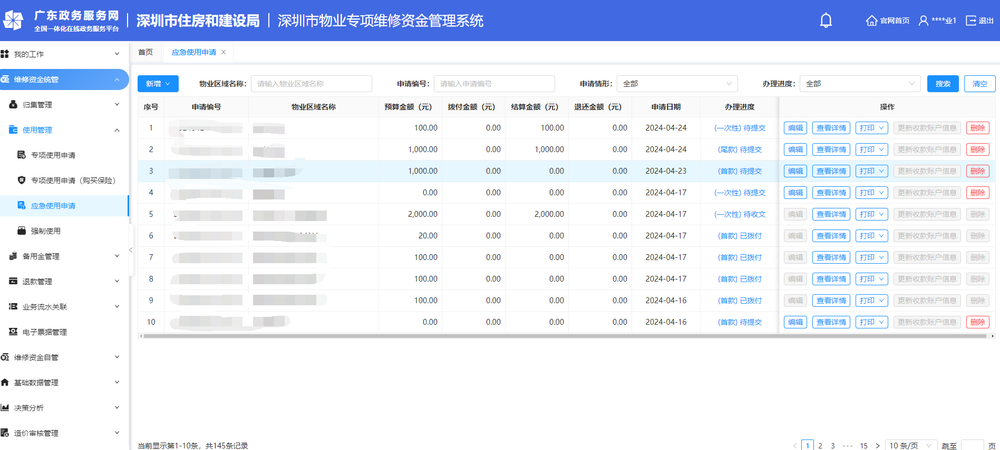 广东政务服务网
全国一体化在线政务服务平台
深圳市住房和建设局
深圳市物业专项维修资金管理系统
官网首页
****业1
退出
我的工作
维修资金统管
归集管理
使用管理
专项使用申请
专项使用申请（购买保险）
应急使用申请
强制使用
备用金管理
退款管理
业务流水关联
电子票据管理
维修资金自管
基础数据管理
决策分析
造价审核管理
首页 应急使用申请
新增 物业区域名称: 请输入物业区域名称 申请编号: 请输入申请编号 申请情形: 全部 办理进度: 全部 搜索 清空
序号 申请编号 物业区域名称 预算金额（元） 拨付金额（元） 结算金额（元） 退还金额（元） 申请日期 办理进度 操作
1 100.00 0.00 100.00 0.00 2024-04-24 (一次性) 待提交 编辑 查看详情 打印 更新收款账户信息 删除
2 1,000.00 0.00 1,000.00 0.00 2024-04-24 (尾款) 待提交 编辑 查看详情 打印 更新收款账户信息 删除
3 1,000.00 0.00 0.00 0.00 2024-04-23 (首款) 待提交 编辑 查看详情 打印 更新收款账户信息 删除
4 0.00 0.00 0.00 0.00 2024-04-17 (一次性) 待提交 编辑 查看详情 打印 更新收款账户信息 删除
5 2,000.00 0.00 2,000.00 0.00 2024-04-17 (一次性) 待收文 编辑 查看详情 打印 更新收款账户信息 删除
6 20.00 0.00 0.00 0.00 2024-04-17 (首款) 已拨付 编辑 查看详情 打印 更新收款账户信息 删除
7 100.00 0.00 0.00 0.00 2024-04-17 (首款) 已拨付 编辑 查看详情 打印 更新收款账户信息 删除
8 100.00 0.00 0.00 0.00 2024-04-17 (首款) 已拨付 编辑 查看详情 打印 更新收款账户信息 删除
9 100.00 0.00 0.00 0.00 2024-04-16 (首款) 已拨付 编辑 查看详情 打印 更新收款账户信息 删除
10 0.00 0.00 0.00 0.00 2024-04-16 (首款) 待提交 编辑 查看详情 打印 更新收款账户信息 删除
当前显示第1-10条，共145条记录
1 2 3 ••• 15 10 条/页 跳至 页